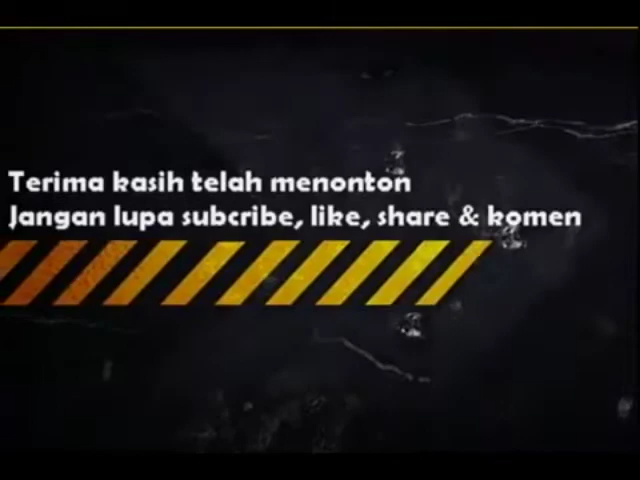 Terima kasih telah menonton
Jangan lupa subcribe, like, share & komen